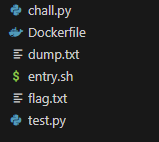 chall.py
Dockerfile
dump.txt
$ entry.sh
flag.txt
test.py